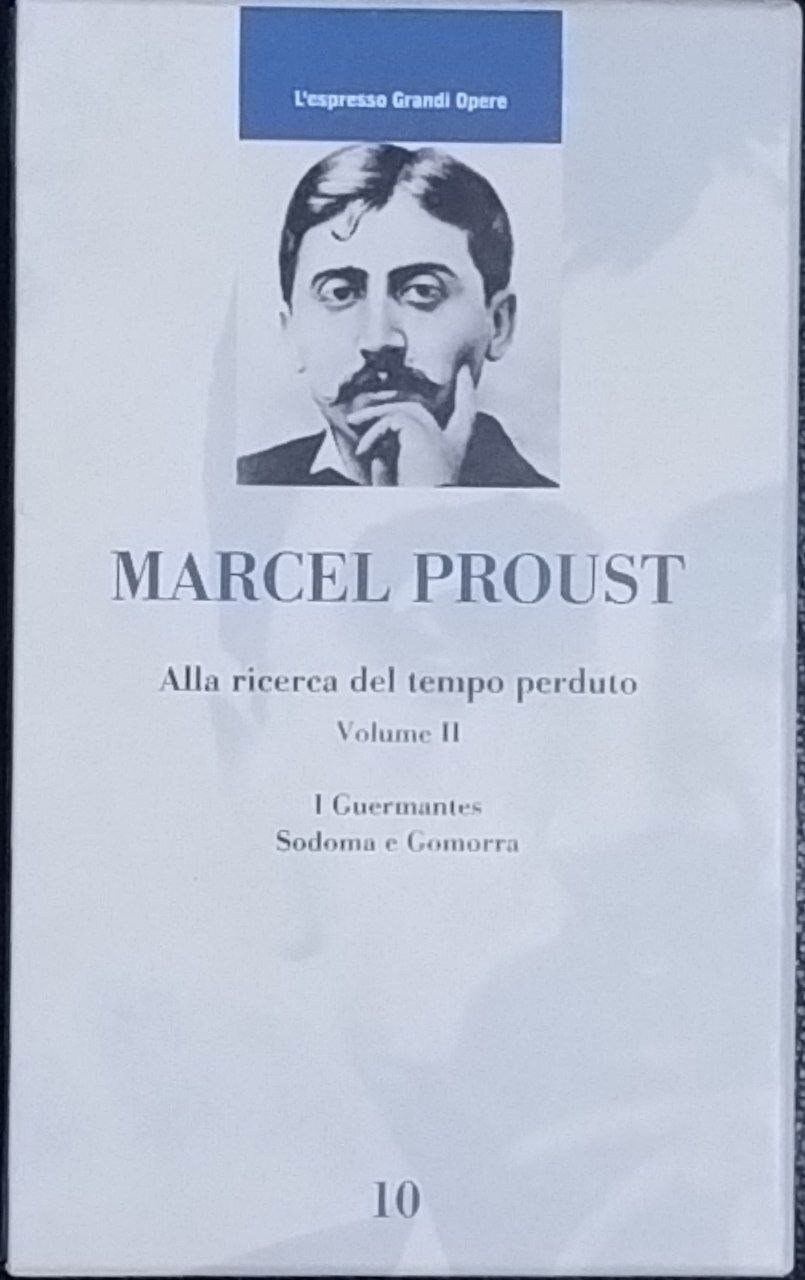 L'espresso Grandi Opere
MARCEL PROUST
Alla ricerca del tempo perduto
Volume II
I Guermantes
Sodoma e Gomorra
10